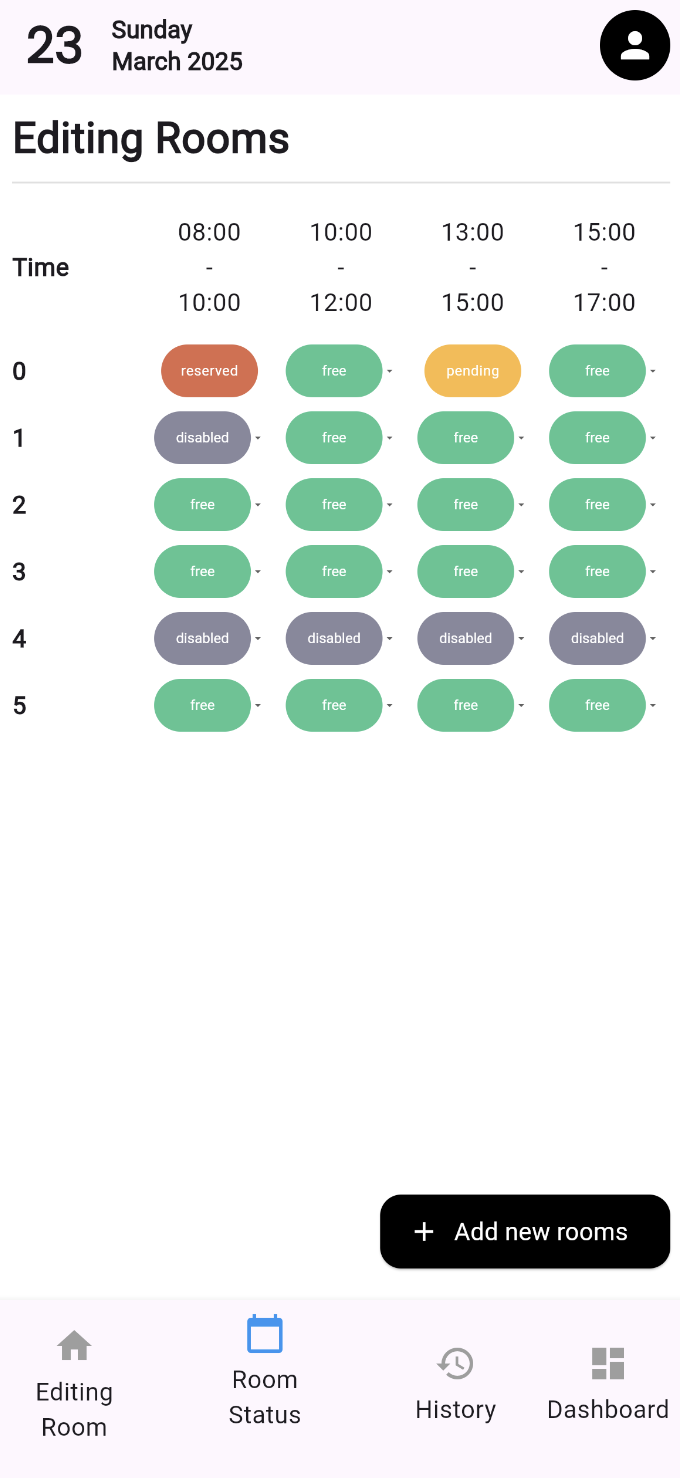 23
Sunday
March 2025
Editing Rooms
Time
08:00 10:00 13:00 15:00
- - - -
10:00 12:00 15:00 17:00
0 reserved free pending free
1 disabled free free free
2 free free free free
3 free free free free
4 disabled disabled disabled disabled
5 free free free free
+ Add new rooms
Editing Room
Room Status
History
Dashboard